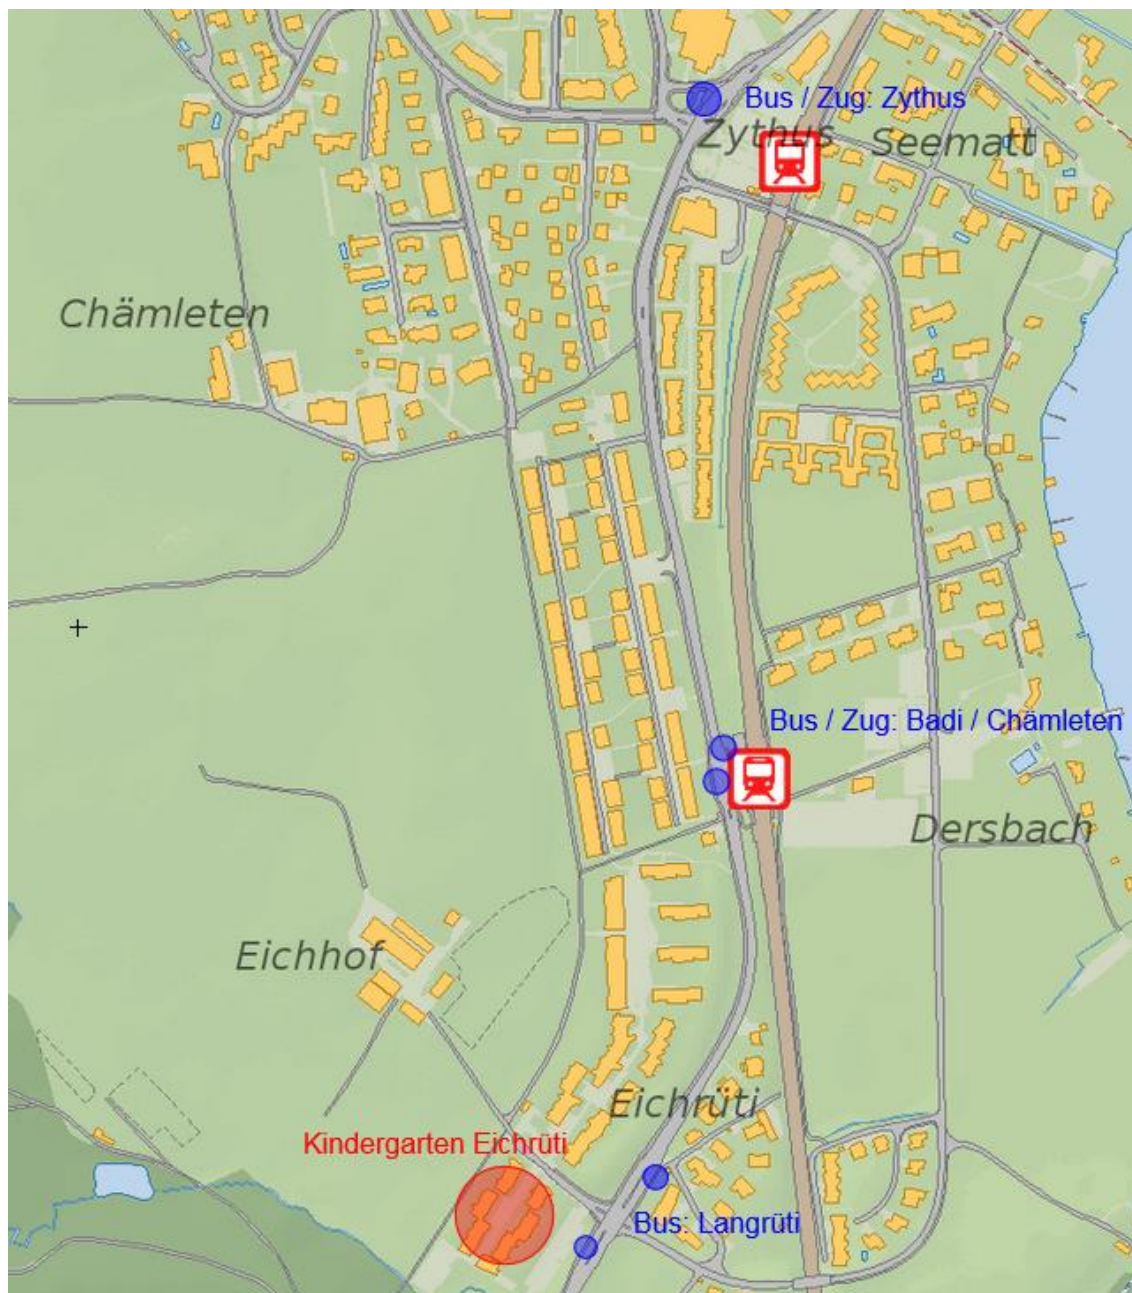 Bus / Zug: Zythus
Zythus
Seematt
Chämleten
Bus / Zug: Badi / Chämleten
Dersbach
Eichhof
Eichrüti
Kindergarten Eichrüti
Bus: Langrüti